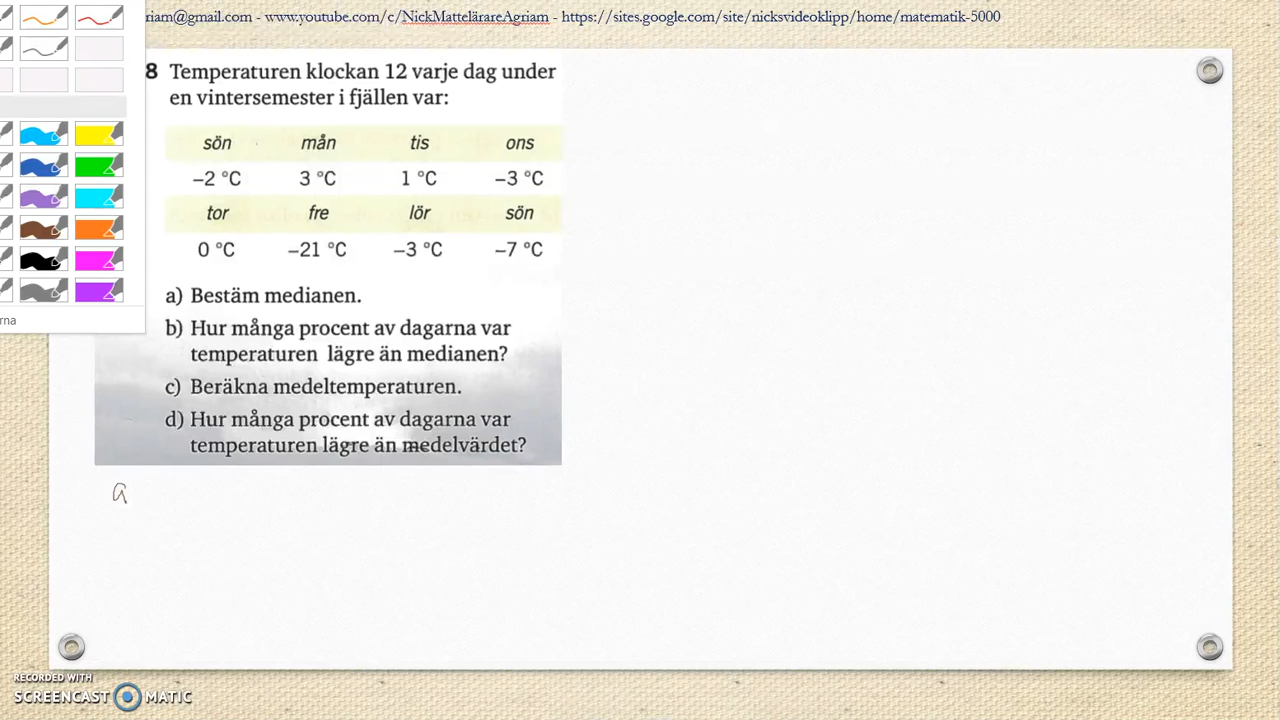 riam@gmail.com - www.youtube.com/c/NickMattelärareAgriam - https://sites.google.com/site/nicksvideoklipp/home/matematik-5000
8 Temperaturen klockan 12 varje dag under
en vintersemester i fjällen var:
sön mån tis ons
−2 °C 3 °C 1 °C −3 °C
tor fre lör sön
0 °C −21 °C −3 °C −7 °C
a) Bestäm medianen.
b) Hur många procent av dagarna var
temperaturen lägre än medianen?
c) Beräkna medeltemperaturen.
d) Hur många procent av dagarna var
temperaturen lägre än medelvärdet?
rna
a
RECORDED WITH
SCREENCAST MATIC